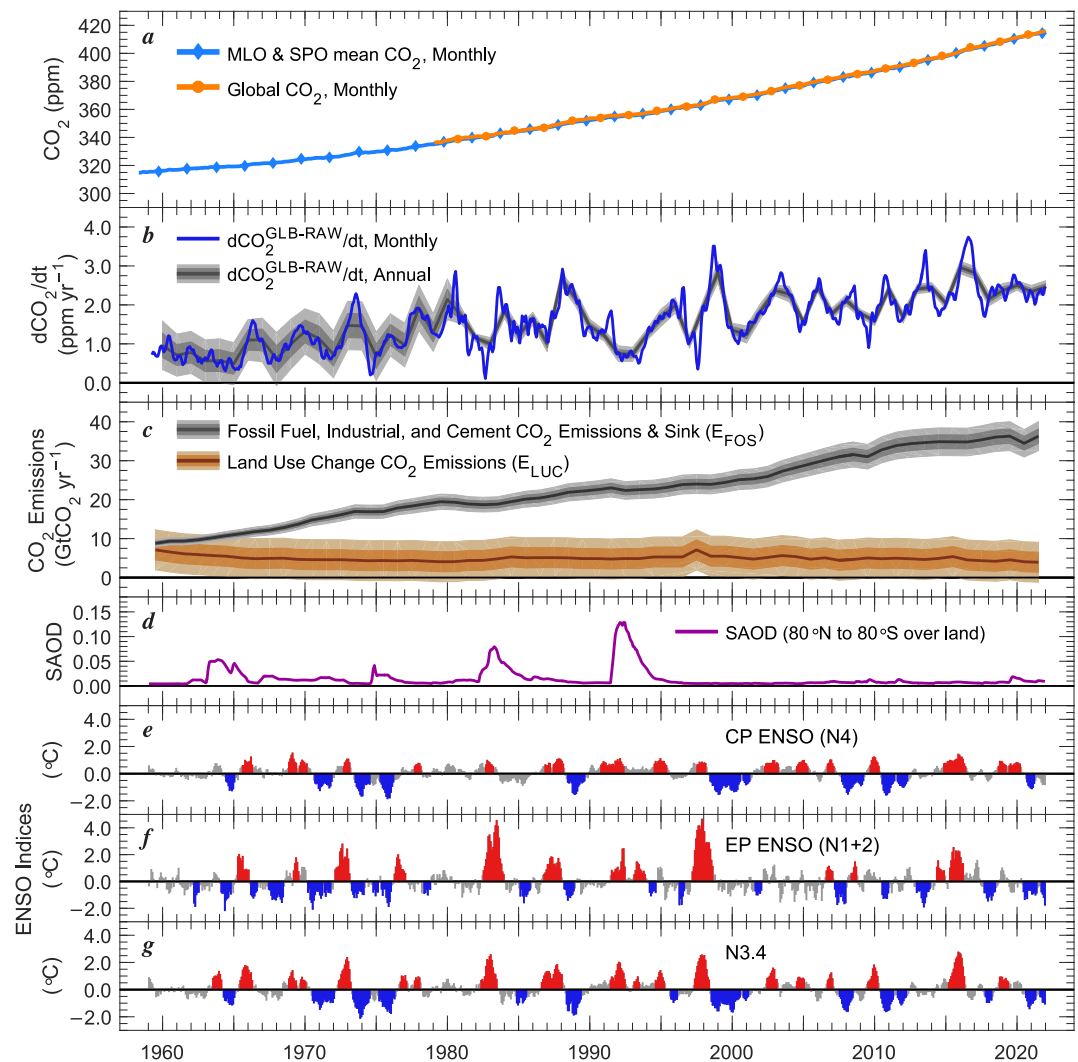 a
MLO & SPO mean CO₂, Monthly
Global CO₂, Monthly
CO₂ (ppm)
420
400
380
360
340
320
300
b
dCO₂^GLB-RAW/dt, Monthly
dCO₂^GLB-RAW/dt, Annual
dCO₂/dt
(ppm yr⁻¹)
4.0
3.0
2.0
1.0
0.0
c
Fossil Fuel, Industrial, and Cement CO₂ Emissions & Sink (E_FOS)
Land Use Change CO₂ Emissions (E_LUC)
CO₂ Emissions
(GtCO₂ yr⁻¹)
40
30
20
10
0
d
SAOD (80°N to 80°S over land)
SAOD
0.15
0.10
0.05
0.00
ENSO Indices
e
CP ENSO (N4)
(°C)
4.0
2.0
0.0
−2.0
f
EP ENSO (N1+2)
(°C)
4.0
2.0
0.0
−2.0
g
N3.4
(°C)
4.0
2.0
0.0
−2.0
1960 1970 1980 1990 2000 2010 2020